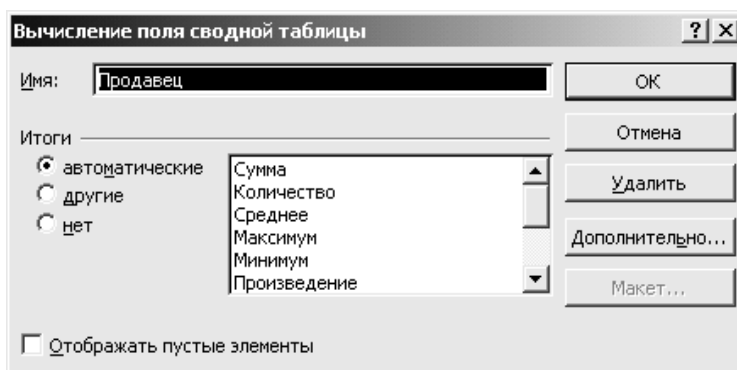 Вычисление поля сводной таблицы
Имя: Продавец
ОК
Отмена
Удалить
Дополнительно...
Макет...
Итоги
автоматические
другие
нет
Сумма
Количество
Среднее
Максимум
Минимум
Произведение
Отображать пустые элементы